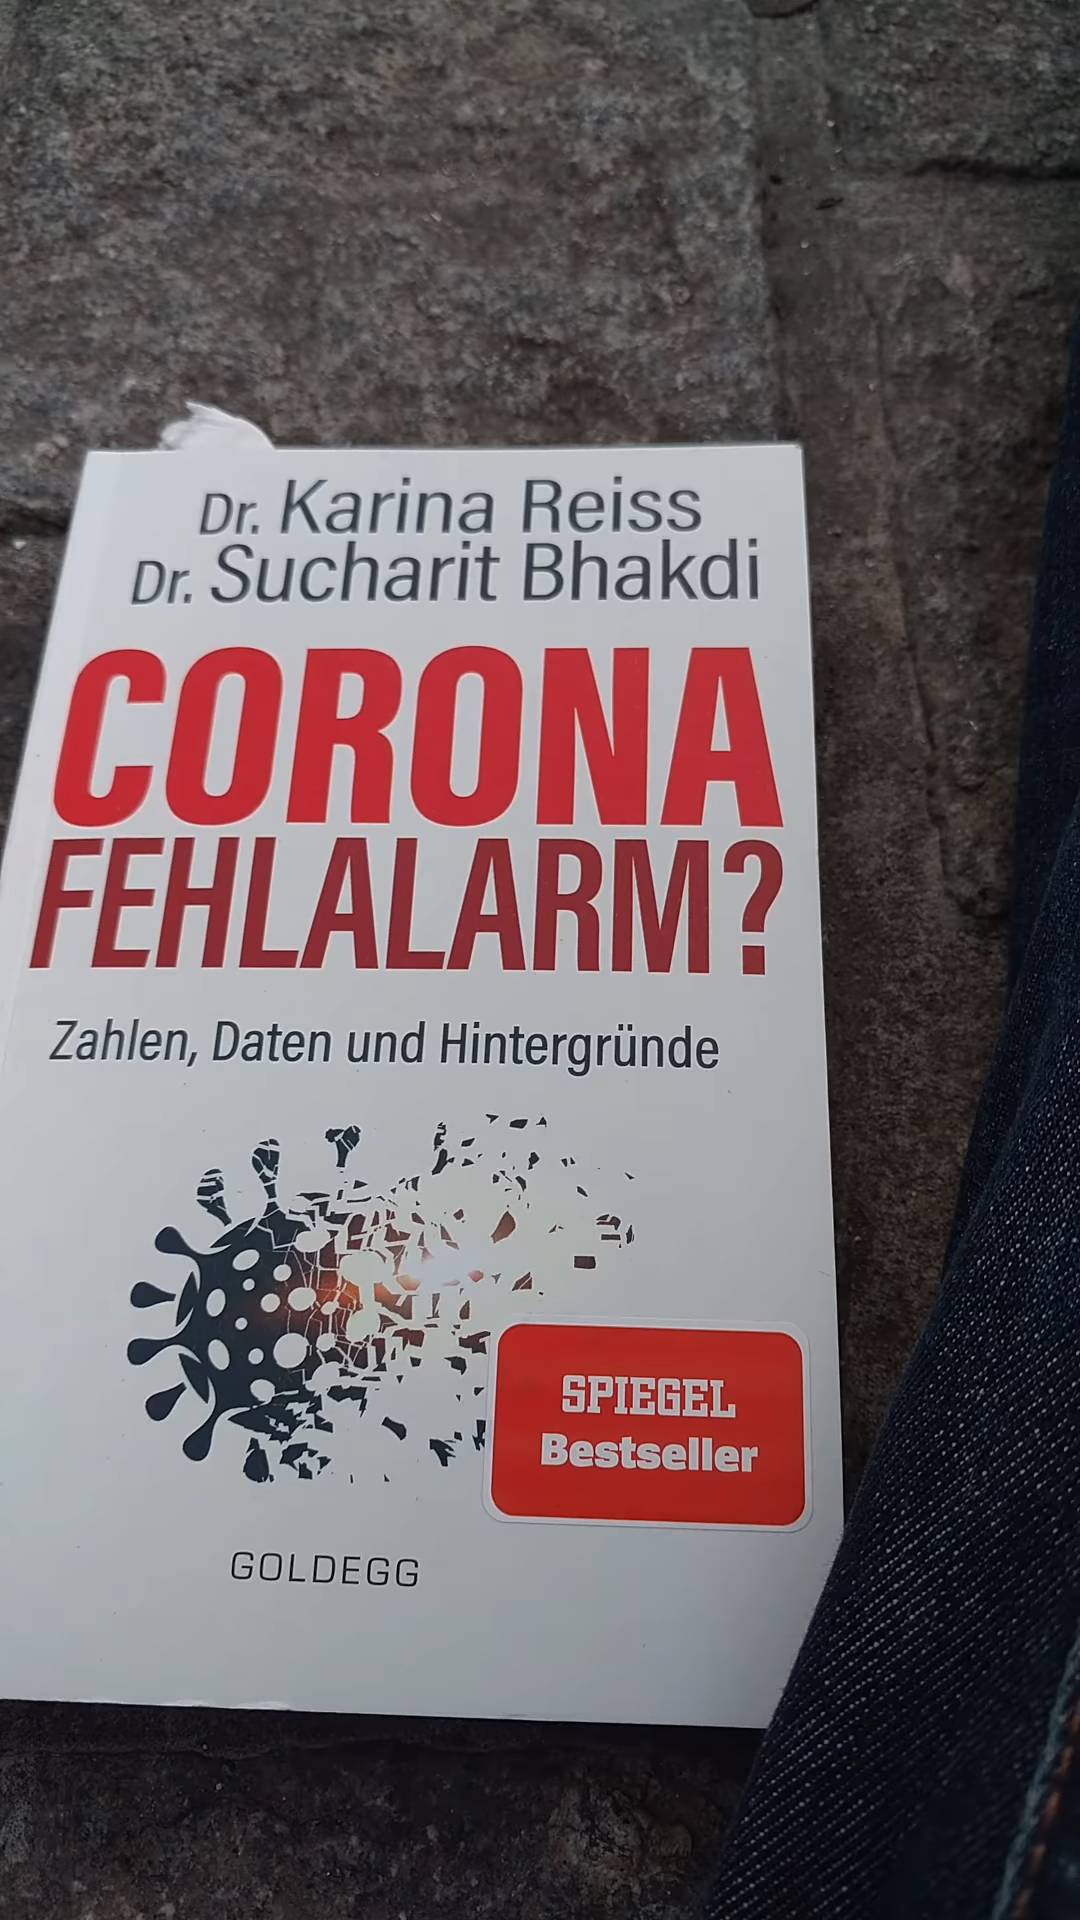 Dr. Karina Reiss
Dr. Sucharit Bhakdi
CORONA
FEHLALARM?
Zahlen, Daten und Hintergründe
SPIEGEL
Bestseller
GOLDEGG